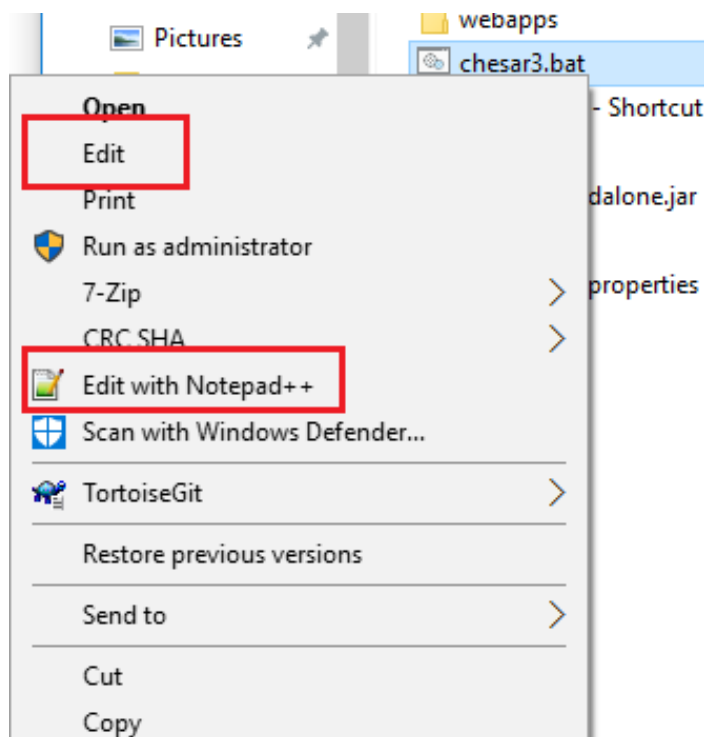 Pictures
webapps
chesar3.bat
- Shortcut
dalone.jar
properties
Open
Edit
Print
Run as administrator
7-Zip
CRC SHA
Edit with Notepad++
Scan with Windows Defender...
TortoiseGit
Restore previous versions
Send to
Cut
Copy